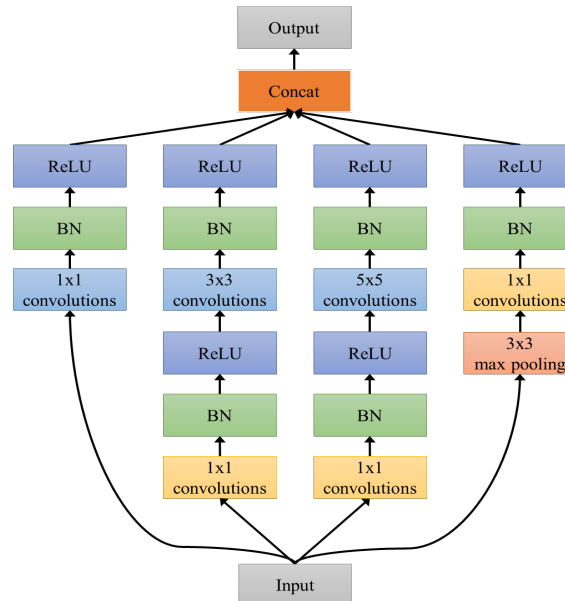 Output
Concat
ReLU
ReLU
ReLU
ReLU
BN
BN
BN
BN
1x1
convolutions
3x3
convolutions
5x5
convolutions
1x1
convolutions
ReLU
ReLU
3x3
max pooling
BN
BN
1x1
convolutions
1x1
convolutions
Input